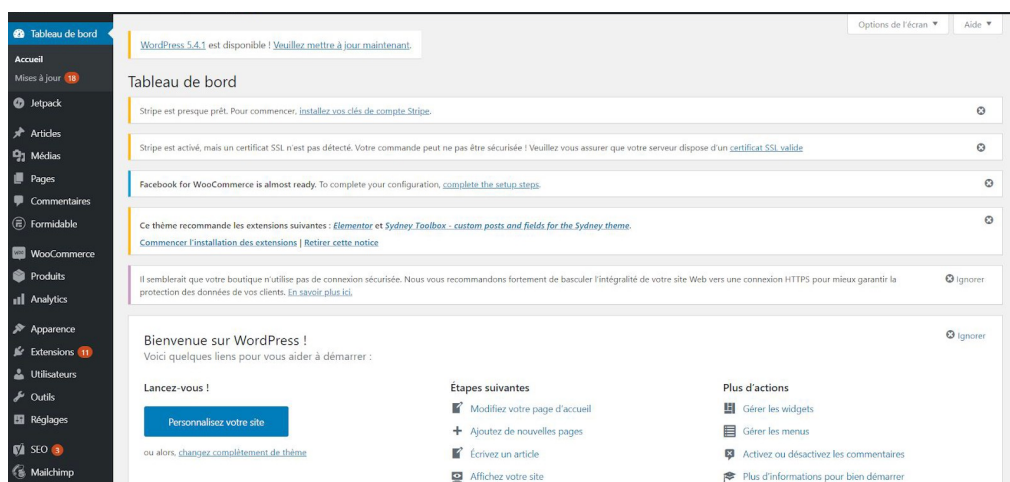 Options de l'écran ▼
Aide ▼
Tableau de bord
Accueil
Mises à jour 18
Jetpack
Articles
Médias
Pages
Commentaires
Formidable
WooCommerce
Produits
Analytics
Apparence
Extensions 11
Utilisateurs
Outils
Réglages
SEO 3
Mailchimp
WordPress 5.4.1 est disponible ! Veuillez mettre à jour maintenant.
Tableau de bord
Stripe est presque prêt. Pour commencer, installez vos clés de compte Stripe.
Stripe est activé, mais un certificat SSL n'est pas détecté. Votre commande peut ne pas être sécurisée ! Veuillez vous assurer que votre serveur dispose d'un certificat SSL valide
Facebook for WooCommerce is almost ready. To complete your configuration, complete the setup steps.
Ce thème recommande les extensions suivantes : Elementor et Sydney Toolbox - custom posts and fields for the Sydney theme.
Commencer l'installation des extensions | Retirer cette notice
Il semblerait que votre boutique n'utilise pas de connexion sécurisée. Nous vous recommandons fortement de basculer l'intégralité de votre site Web vers une connexion HTTPS pour mieux garantir la
protection des données de vos clients. En savoir plus ici.
Ignorer
Bienvenue sur WordPress !
Ignorer
Voici quelques liens pour vous aider à démarrer :
Lancez-vous !
Personnalisez votre site
ou alors, changez complètement de thème
Étapes suivantes
Modifiez votre page d'accueil
Ajoutez de nouvelles pages
Écrivez un article
Affichez votre site
Plus d'actions
Gérer les widgets
Gérer les menus
Activez ou désactivez les commentaires
Plus d'informations pour bien démarrer